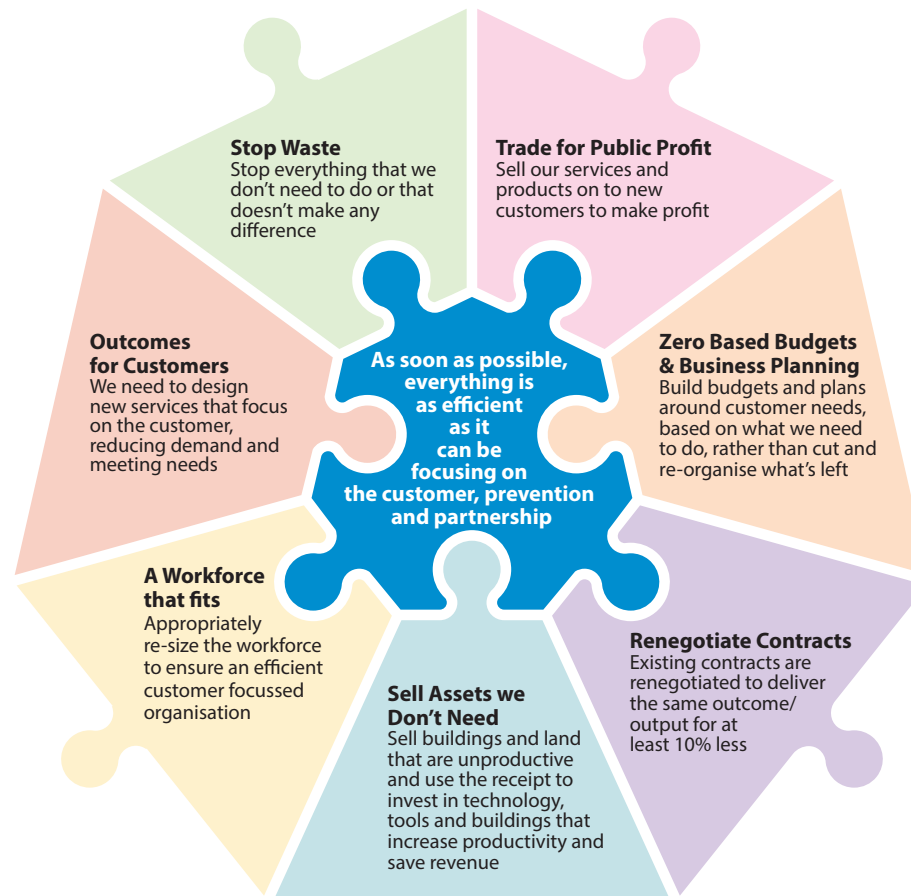 Stop Waste
Stop everything that we
don't need to do or that
doesn't make any
difference
Trade for Public Profit
Sell our services and
products on to new
customers to make profit
Outcomes
for Customers
We need to design
new services that focus
on the customer,
reducing demand and
meeting needs
As soon as possible,
everything is
as efficient
as it
can be
focusing on
the customer, prevention
and partnership
Zero Based Budgets
& Business Planning
Build budgets and plans
around customer needs,
based on what we need
to do, rather than cut and
re-organise what's left
A Workforce
that fits
Appropriately
re-size the workforce
to ensure an efficient
customer focussed
organisation
Sell Assets we
Don't Need
Sell buildings and land
that are unproductive
and use the receipt to
invest in technology,
tools and buildings that
increase productivity and
save revenue
Renegotiate Contracts
Existing contracts are
renegotiated to deliver
the same outcome/
output for at
least 10% less